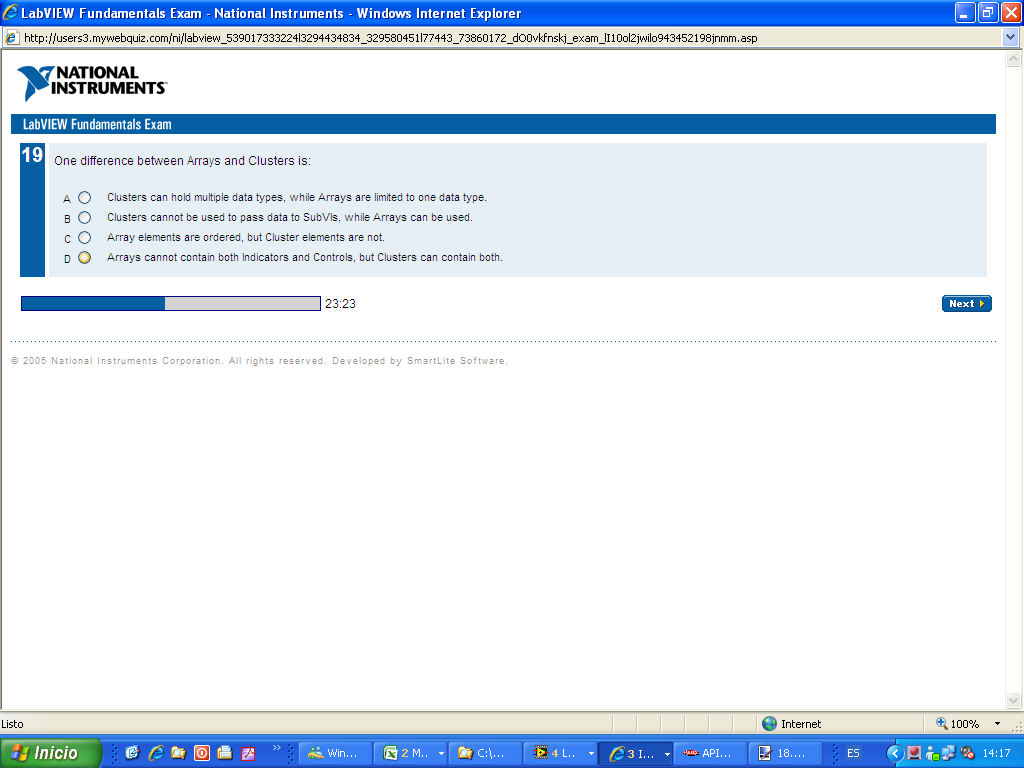 LabVIEW Fundamentals Exam - National Instruments - Windows Internet Explorer
http://users3.mywebquiz.com/ni/labview_539017333224l3294434834_329580451l77443_73860172_dO0vkfnskj_exam_lI10ol2jwilo943452198jnmm.asp
NATIONAL
INSTRUMENTS
LabVIEW Fundamentals Exam
19 One difference between Arrays and Clusters is:
A Clusters can hold multiple data types, while Arrays are limited to one data type.
B Clusters cannot be used to pass data to SubVIs, while Arrays can be used.
C Array elements are ordered, but Cluster elements are not.
D Arrays cannot contain both Indicators and Controls, but Clusters can contain both.
23:23
Next
© 2005 National Instruments Corporation. All rights reserved. Developed by SmartLite Software.
Listo Internet 100%
Inicio Win... 2 M... C:\... 4 L... 3 I... API... 18.... ES 14:17